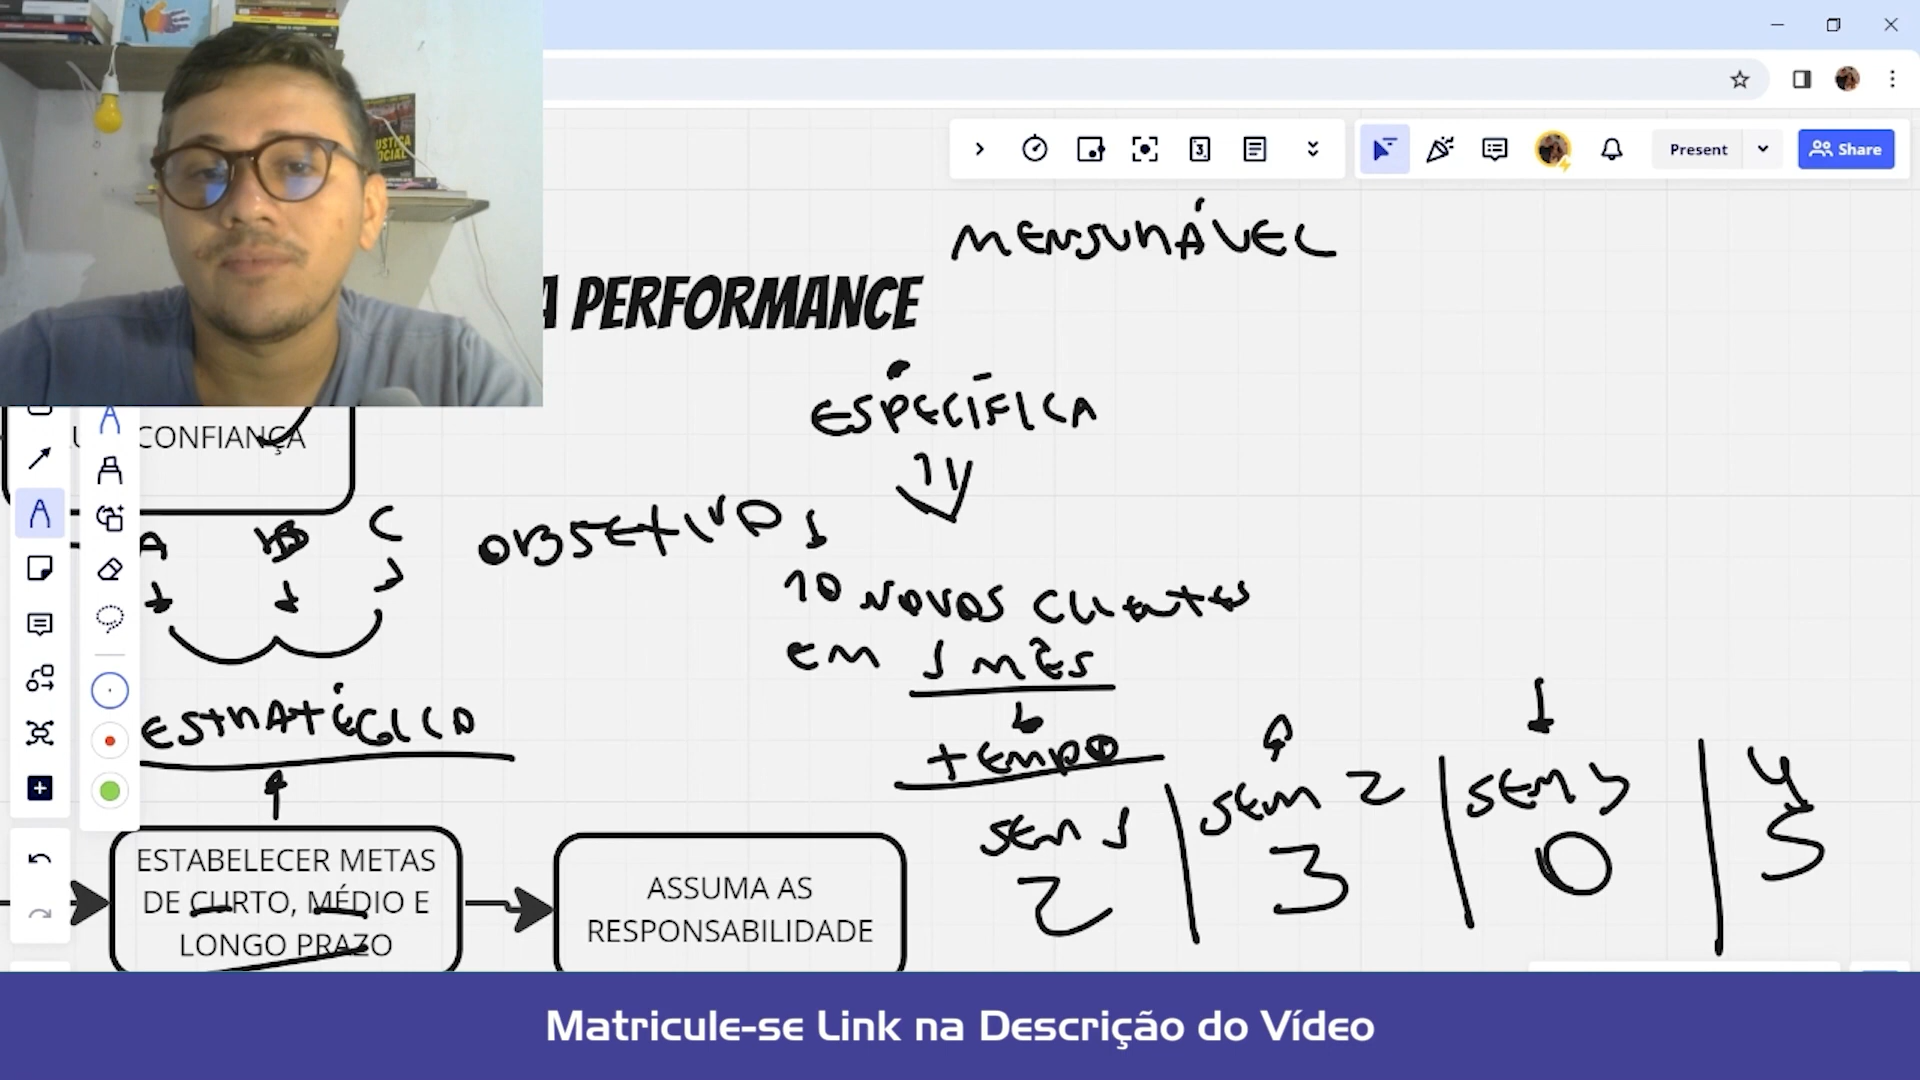 Present
Share
MENSURÁVEL
A PERFORMANCE
ESPECÍFICA
CONFIANÇA
A B C
OBJETIVO
10 NOVOS CLIENTES
EM 1 MÊS
ESTRATÉGICO
TEMPO
SEM 1 | SEM 2 | SEM 3 | 4
2 | 3 | 0 | 5
ESTABELECER METAS
DE CURTO, MÉDIO E
LONGO PRAZO
ASSUMA AS
RESPONSABILIDADE
Matricule-se Link na Descrição do Vídeo